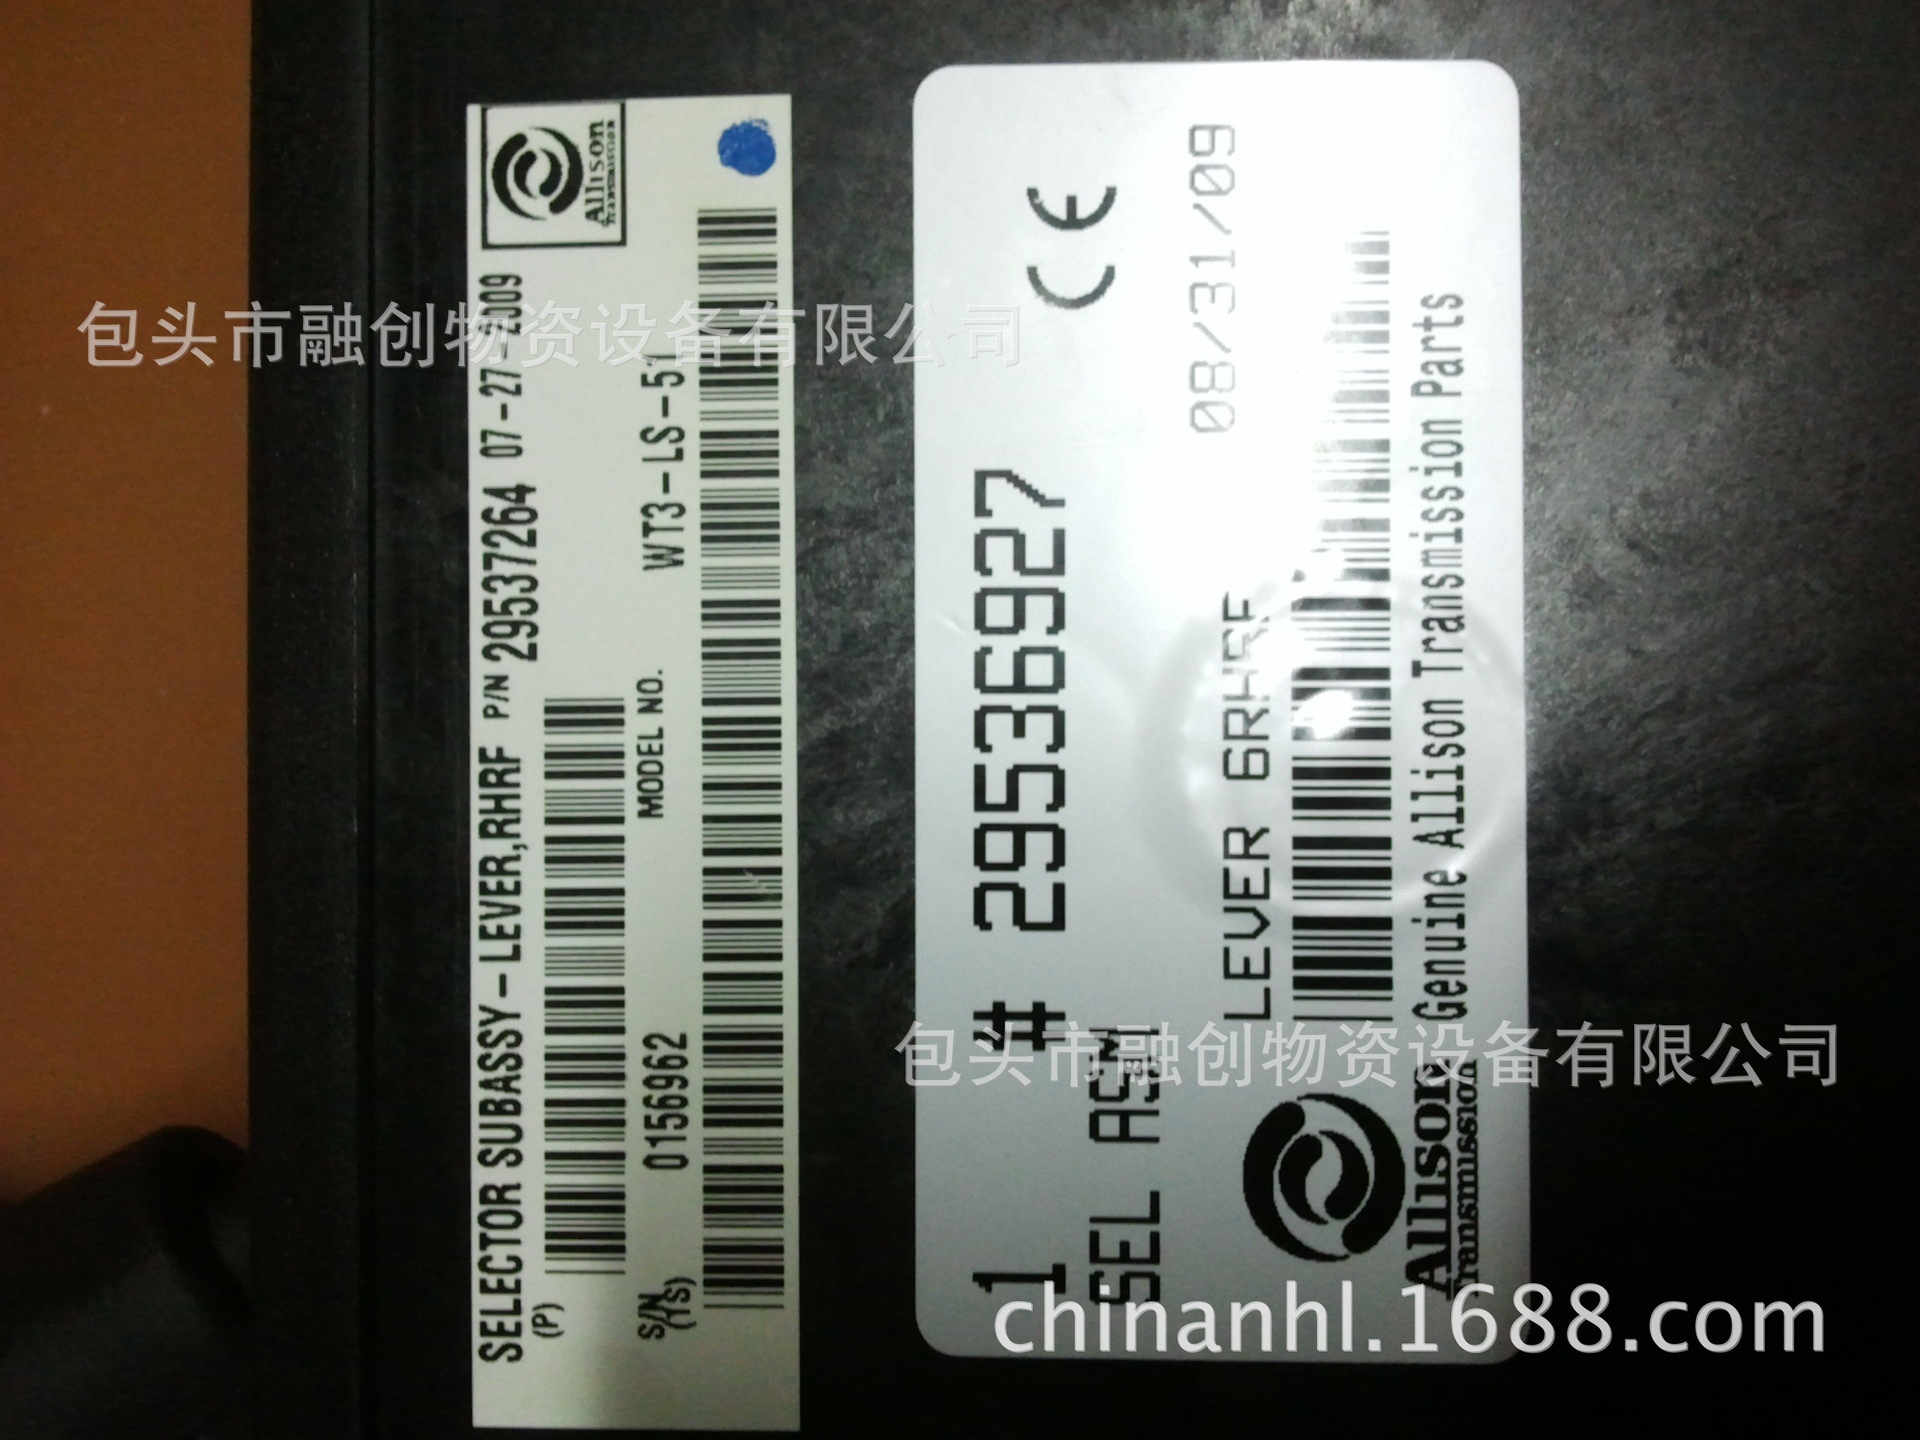 SELECTOR SUBASSY-LEVER,RHRF P/N 29537264 07-27-2009
(P)
Allison
Transmission
S/N 0156962 MODEL NO. WT3-LS-51
(1S)
1 # 29536927
SEL ASM
CE
LEVER 6RHRF 08/31/09
Allison
Transmission
Genuine Allison Transmission Parts
包头市融创物资设备有限公司
包头市融创物资设备有限公司
chinanhl.1688.com